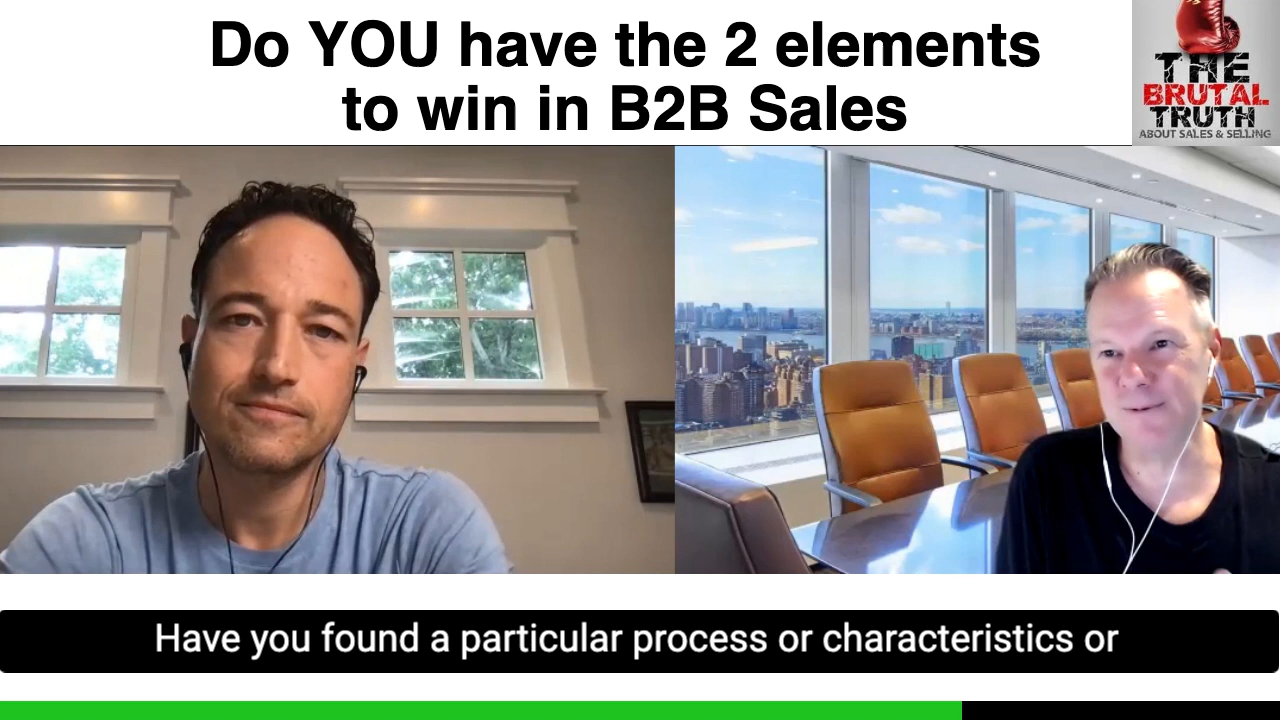 Do YOU have the 2 elements
to win in B2B Sales
THE
BRUTAL
TRUTH
ABOUT SALES & SELLING
Have you found a particular process or characteristics or